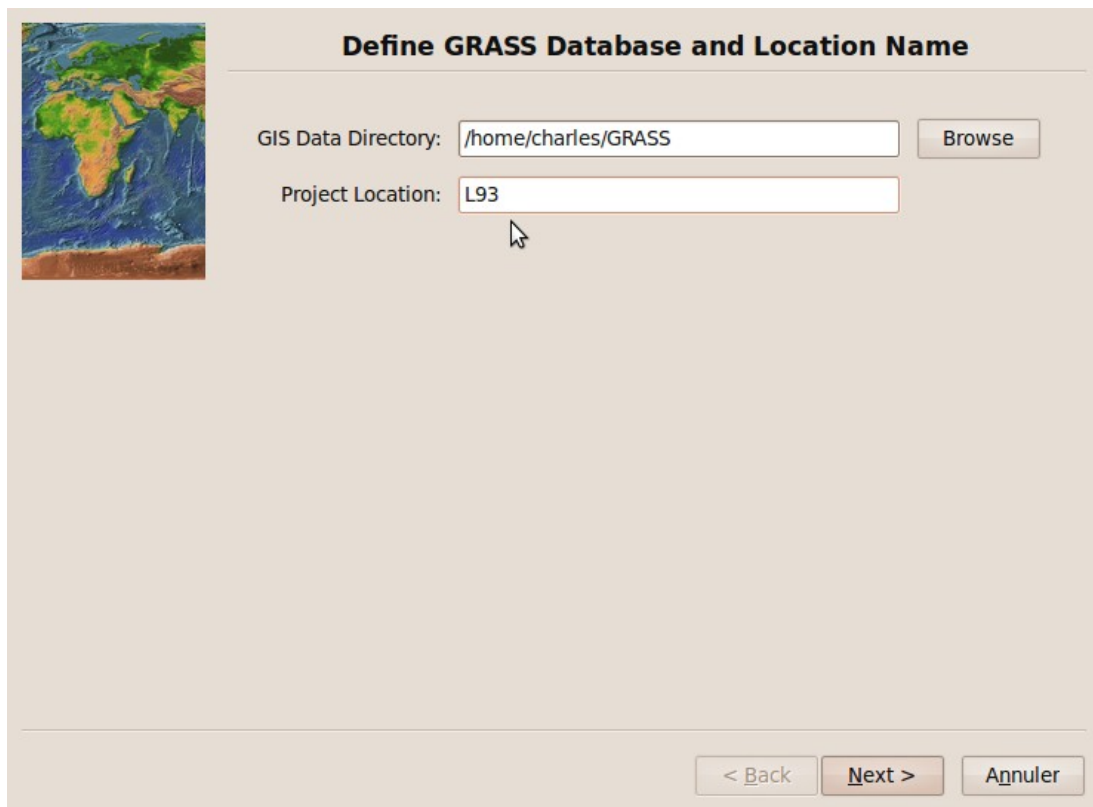 Define GRASS Database and Location Name
GIS Data Directory: /home/charles/GRASS Browse
Project Location: L93
< Back Next > Annuler